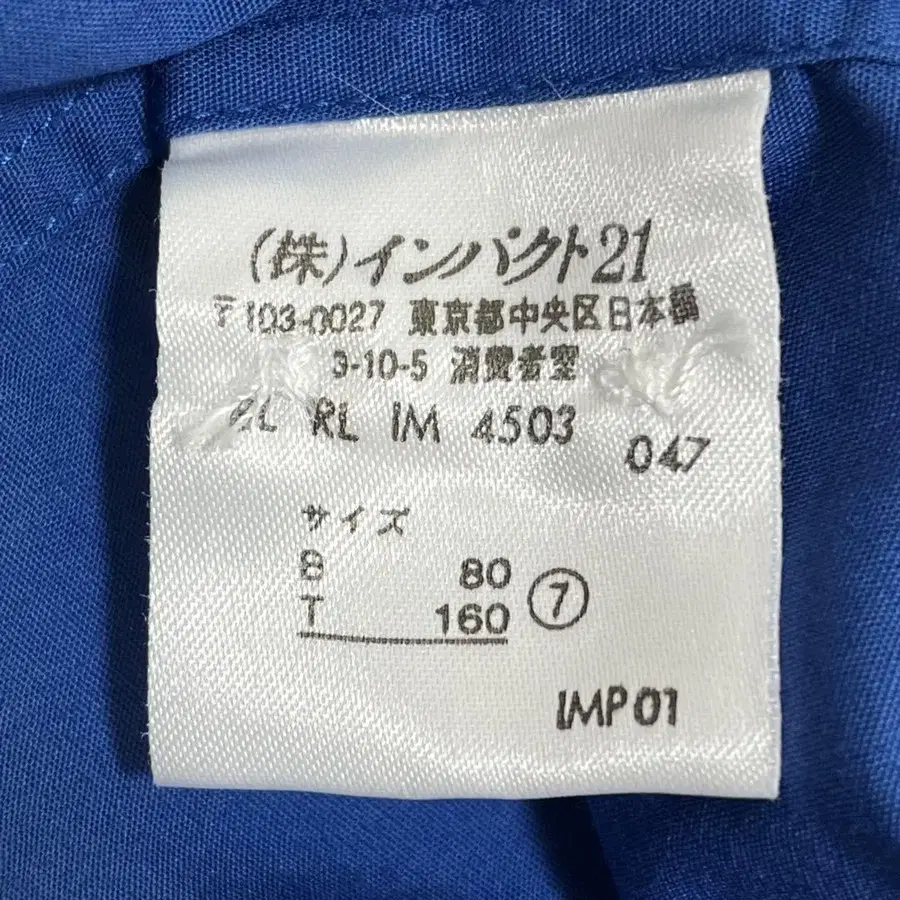 (株)インパクト21
〒103-0027 東京都中央区日本橋
3-10-5 消費者室
RL IM 4503
047
サイズ
B 80
T 160 ⑦
IMP01